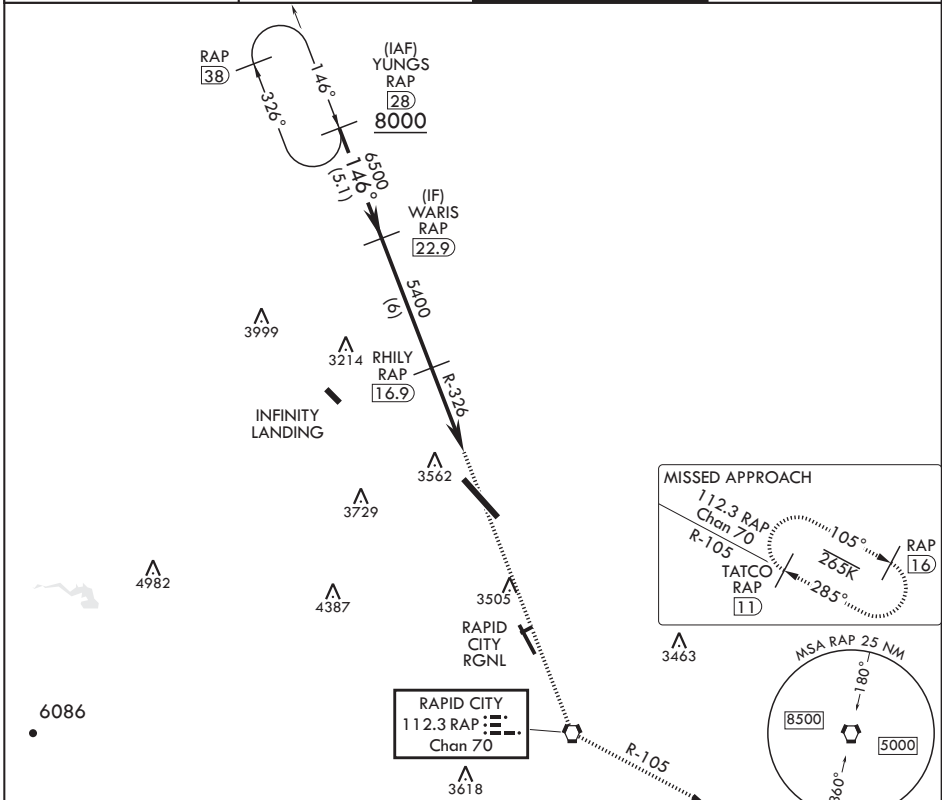 RAP
38
146°
326°
(IAF)
YUNGS
RAP
28
8000
6500
146°
(5.1)
(IF)
WARIS
RAP
22.9
5400
(6)
3999
3214
RHILY
RAP
16.9
R-326
INFINITY
LANDING
3562
3729
4982
4387
3505
RAPID
CITY
RGNL
MISSED APPROACH
112.3 RAP
Chan 70
R-105
105°
265K
285°
TATCO
RAP
11
RAP
16
3463
6086
RAPID CITY
112.3 RAP
Chan 70
R-105
3618
MSA RAP 25 NM
180°
8500
5000
360°